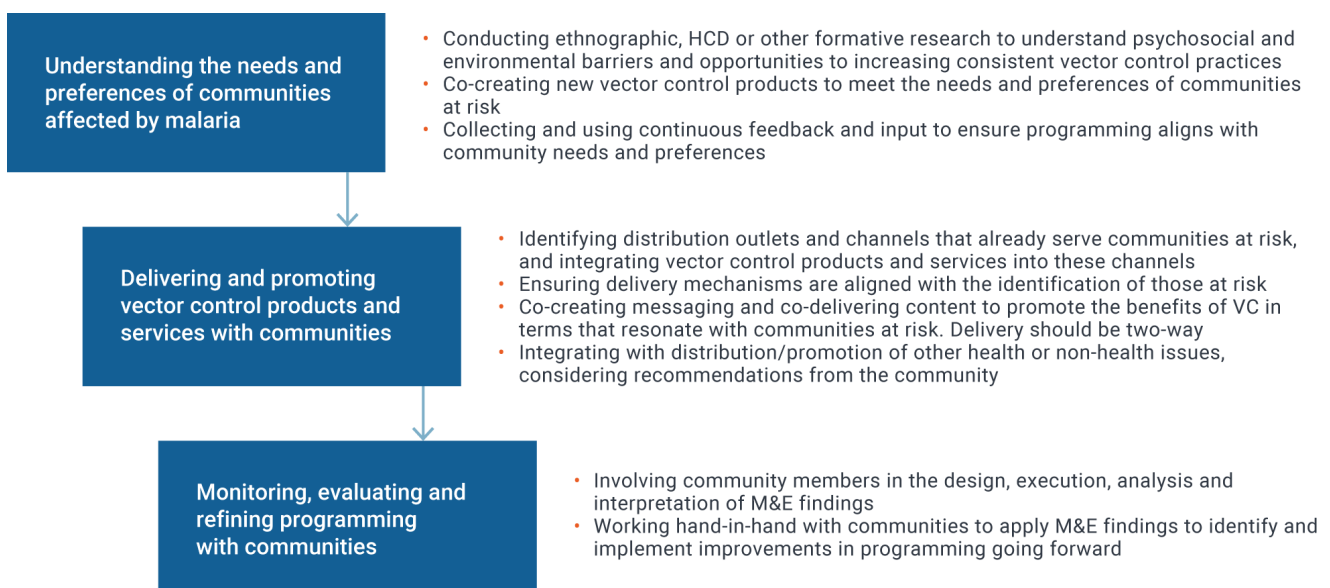 Understanding the needs and
preferences of communities
affected by malaria
• Conducting ethnographic, HCD or other formative research to understand psychosocial and
environmental barriers and opportunities to increasing consistent vector control practices
• Co-creating new vector control products to meet the needs and preferences of communities
at risk
• Collecting and using continuous feedback and input to ensure programming aligns with
community needs and preferences
Delivering and promoting
vector control products and
services with communities
• Identifying distribution outlets and channels that already serve communities at risk,
and integrating vector control products and services into these channels
• Ensuring delivery mechanisms are aligned with the identification of those at risk
• Co-creating messaging and co-delivering content to promote the benefits of VC in
terms that resonate with communities at risk. Delivery should be two-way
• Integrating with distribution/promotion of other health or non-health issues,
considering recommendations from the community
Monitoring, evaluating and
refining programming
with communities
• Involving community members in the design, execution, analysis and
interpretation of M&E findings
• Working hand-in-hand with communities to apply M&E findings to identify and
implement improvements in programming going forward